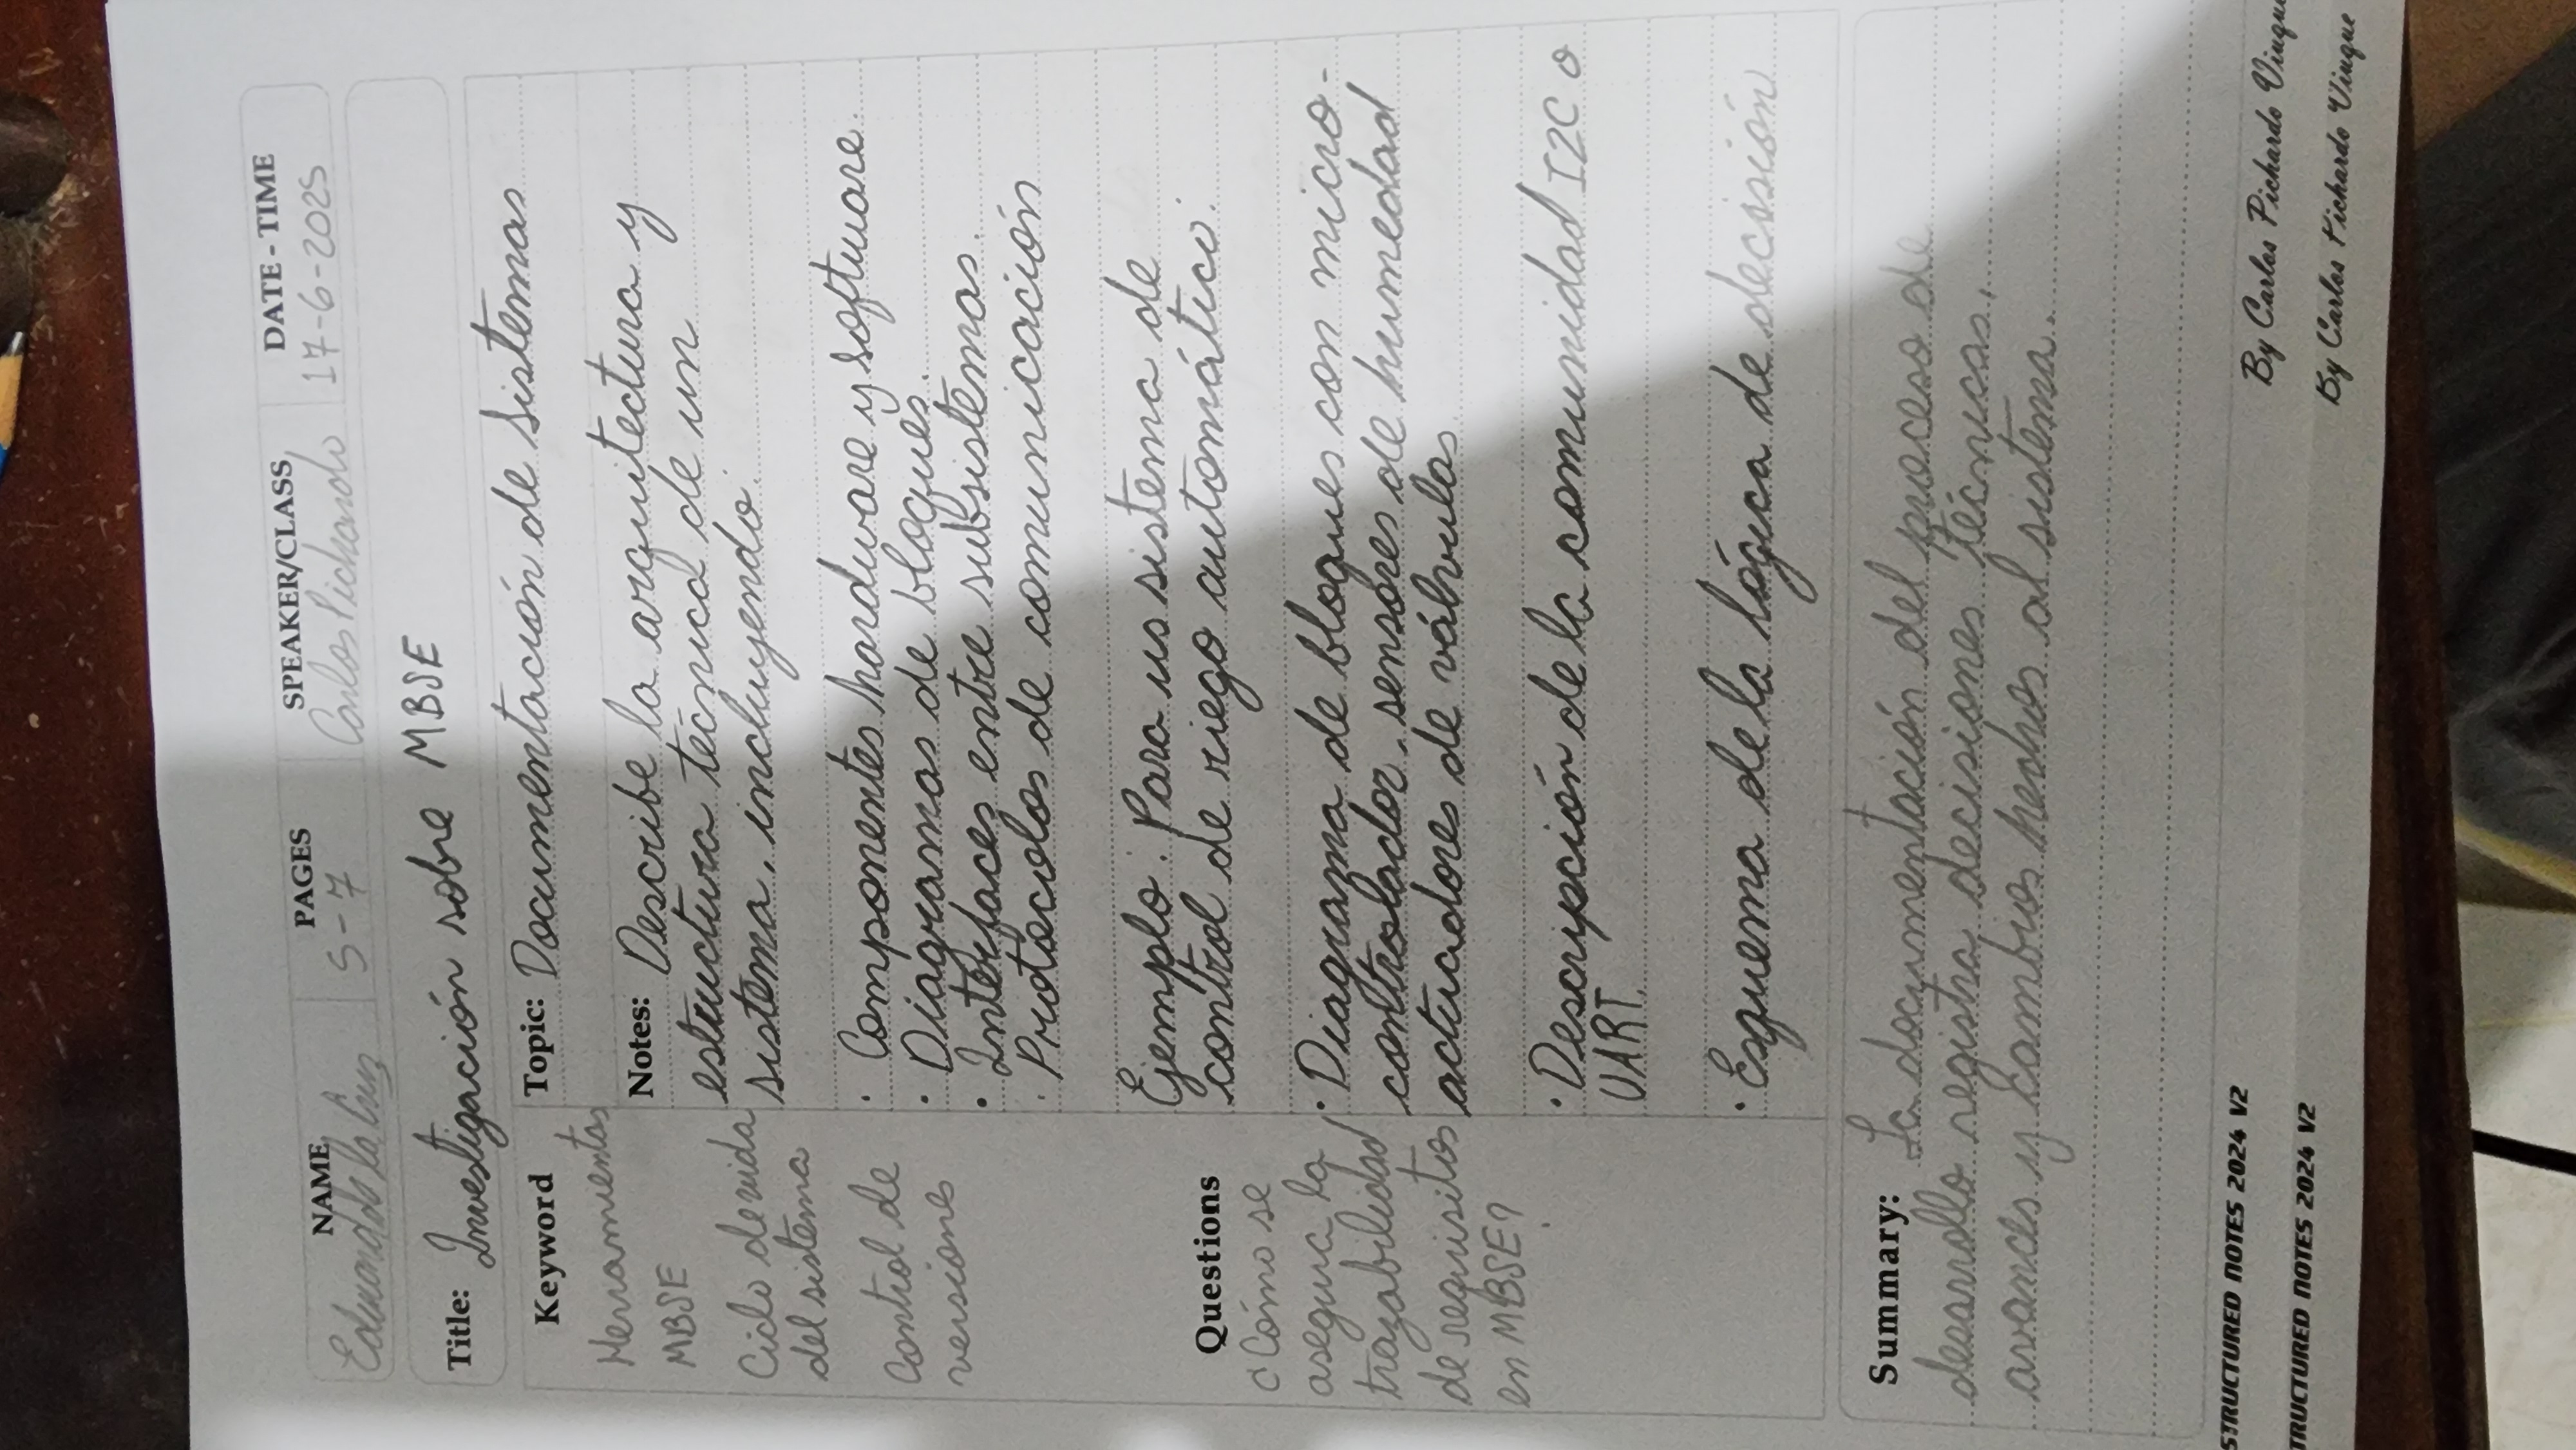 NAME PAGES SPEAKER/CLASS DATE - TIME
Edward de la Cruz 5-7 Carlos Pichardo 17-6-2025
Title: Investigación sobre MBSE
Keyword
Herramientas
MBSE
Ciclo de vida
del sistema
Control de
versiones
Questions
¿Cómo se
asegura la
trazabilidad
de requisitos
en MBSE?
Topic: Documentación de sistemas
Notes: Describe la arquitectura y
estructura técnica de un
sistema, incluyendo:
· Componentes hardware y software.
· Diagramas de bloques.
· Interfaces entre subsistemas.
· Protocolos de comunicación
Ejemplo: Para us sistema de
control de riego automático:
· Diagrama de bloques con micro-
controlador, sensores de humedad
actuadores de válvulas
· Descripción de la comunidad I2C o
UART.
· Esquema de la lógica de decisión
Summary: La documentación del proceso de
desarrollo registra decisiones técnicas,
avances y cambios hechos al sistema.
STRUCTURED NOTES 2024 V2
By Carlos Pichardo Viuque
TRUCTURED NOTES 2024 V2
By Carlos Pichardo Viuque